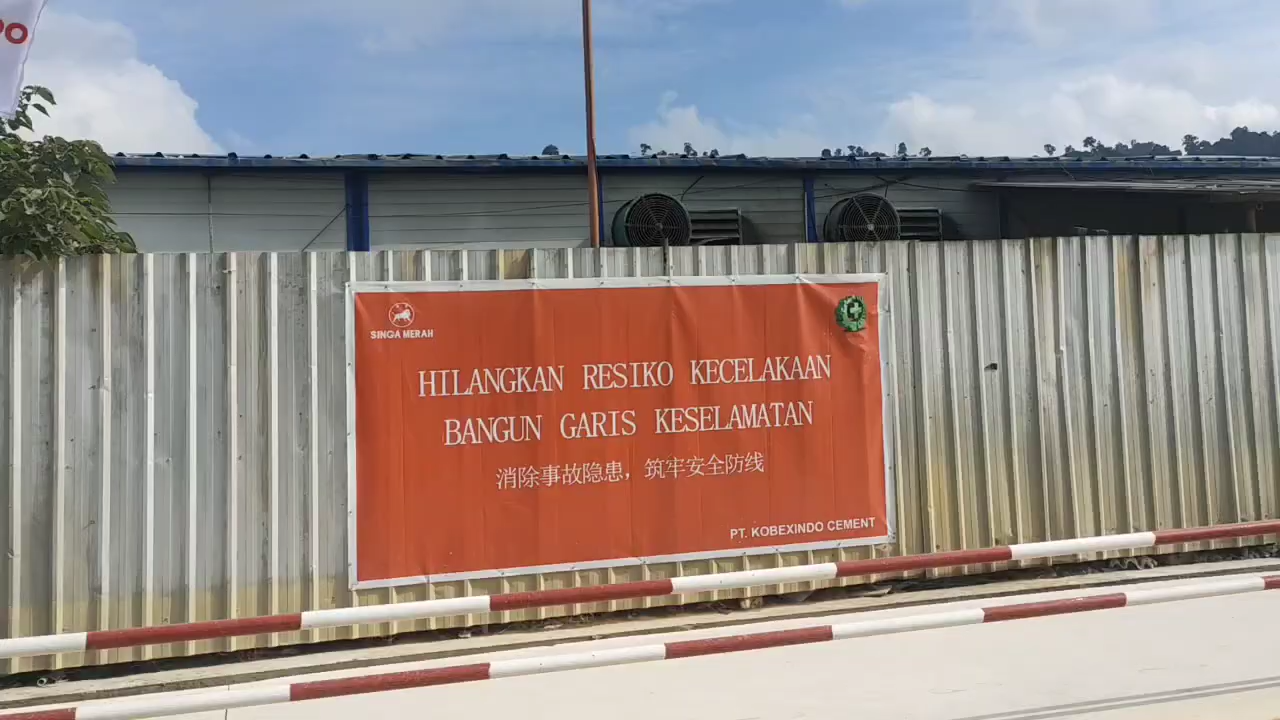 SINGA MERAH
HILANGKAN RESIKO KECELAKAAN
BANGUN GARIS KESELAMATAN
消除事故隐患，筑牢安全防线
PT. KOBEXINDO CEMENT